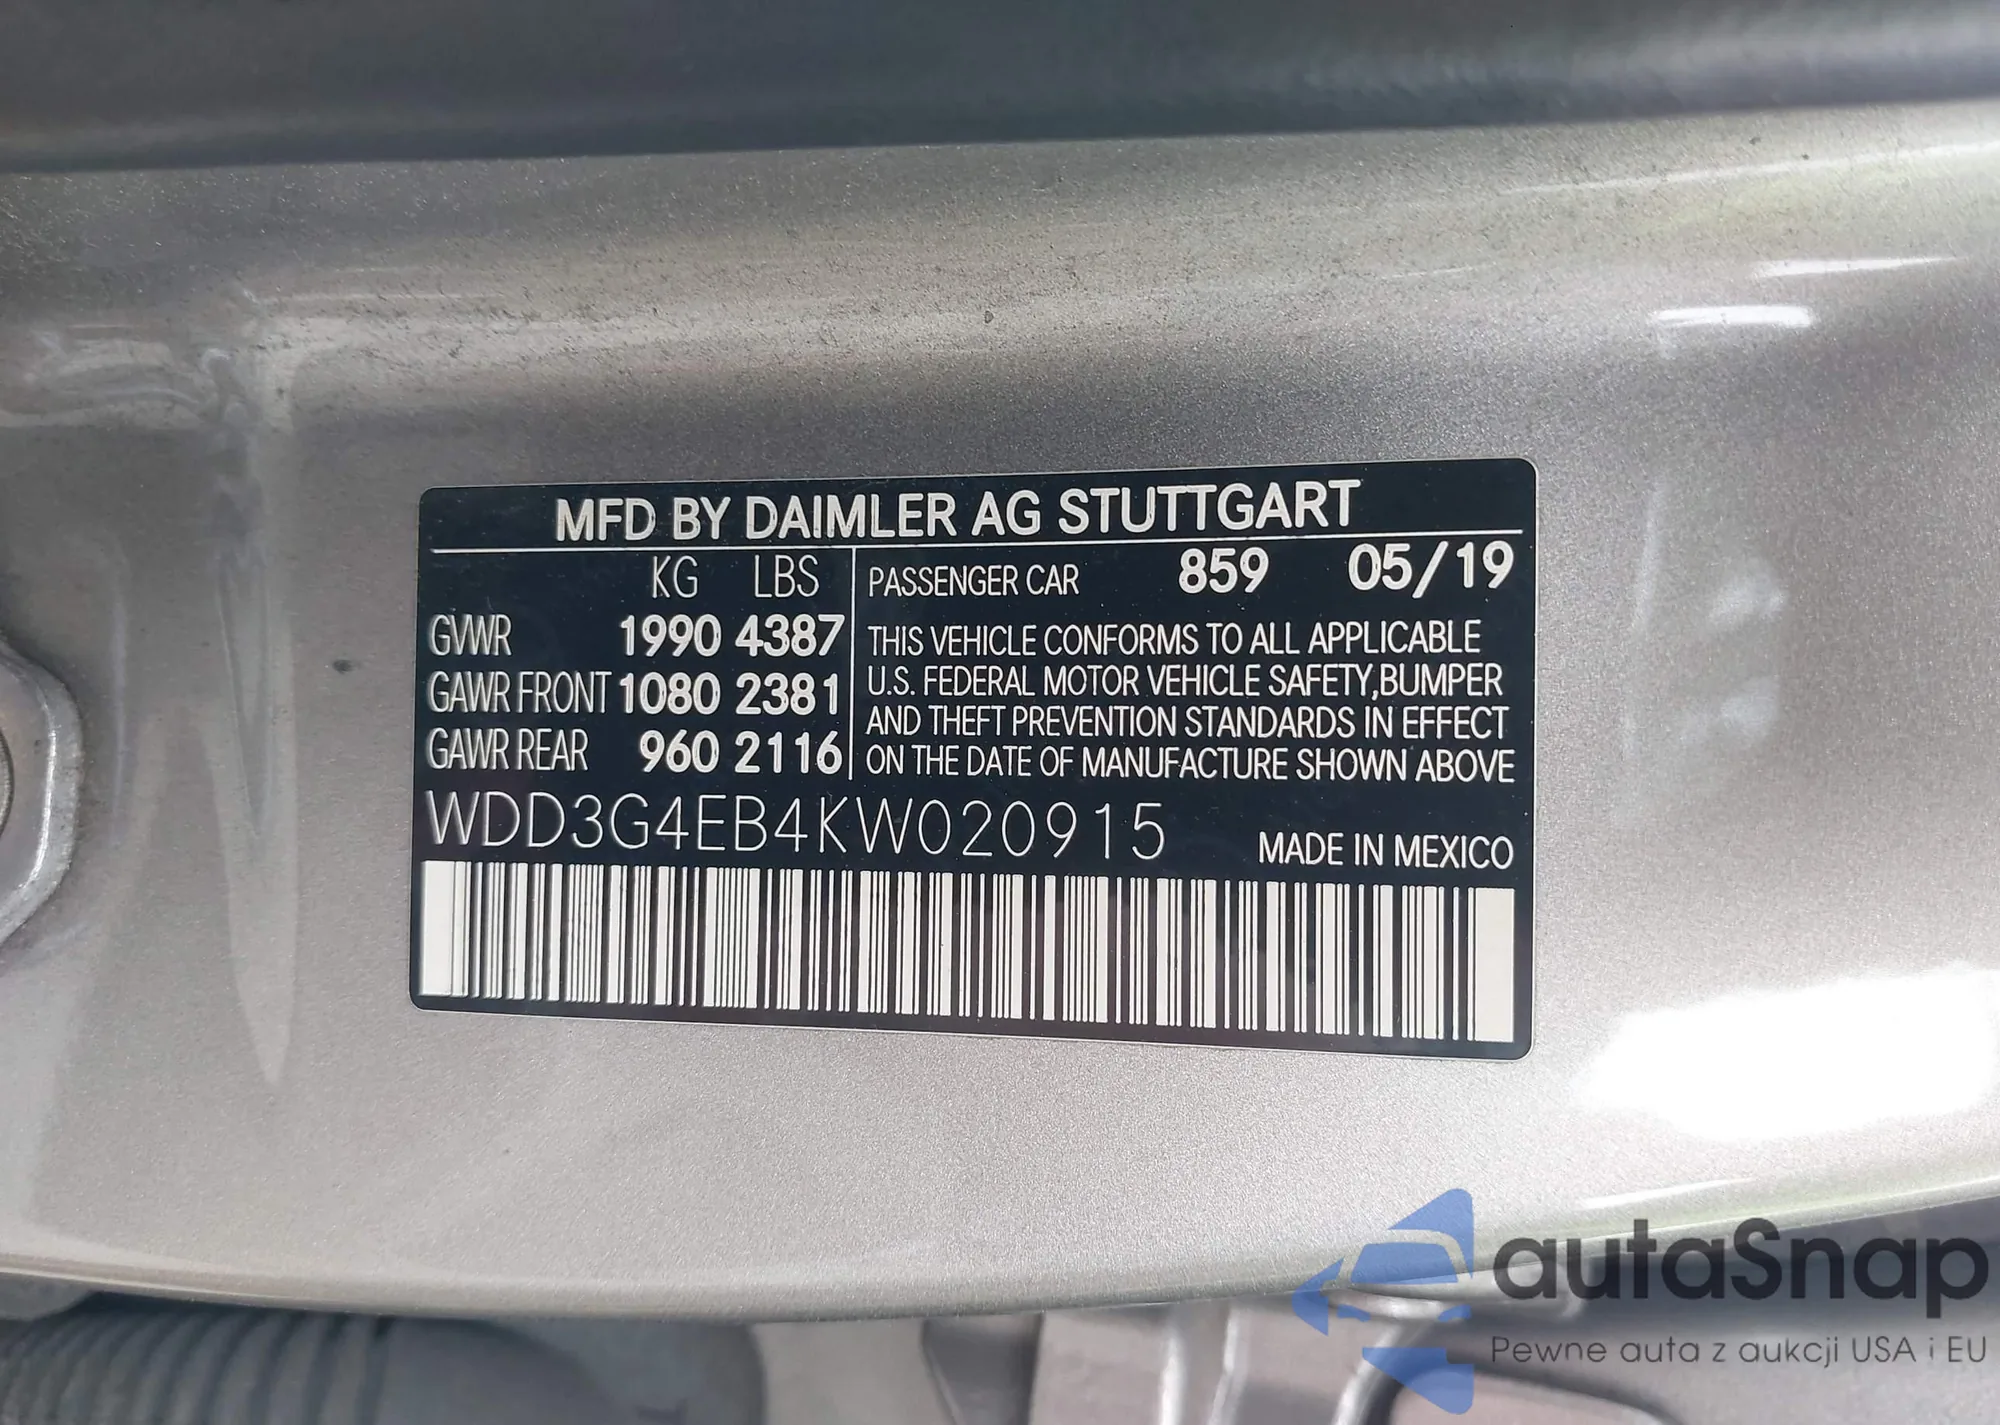 MFD BY DAIMLER AG STUTTGART
KG LBS
GVWR 1990 4387
GAWR FRONT 1080 2381
GAWR REAR 960 2116
PASSENGER CAR 859 05/19
THIS VEHICLE CONFORMS TO ALL APPLICABLE
U.S. FEDERAL MOTOR VEHICLE SAFETY,BUMPER
AND THEFT PREVENTION STANDARDS IN EFFECT
ON THE DATE OF MANUFACTURE SHOWN ABOVE
WDD3G4EB4KW020915
MADE IN MEXICO
autaSnap
Pewne auta z aukcji USA i EU